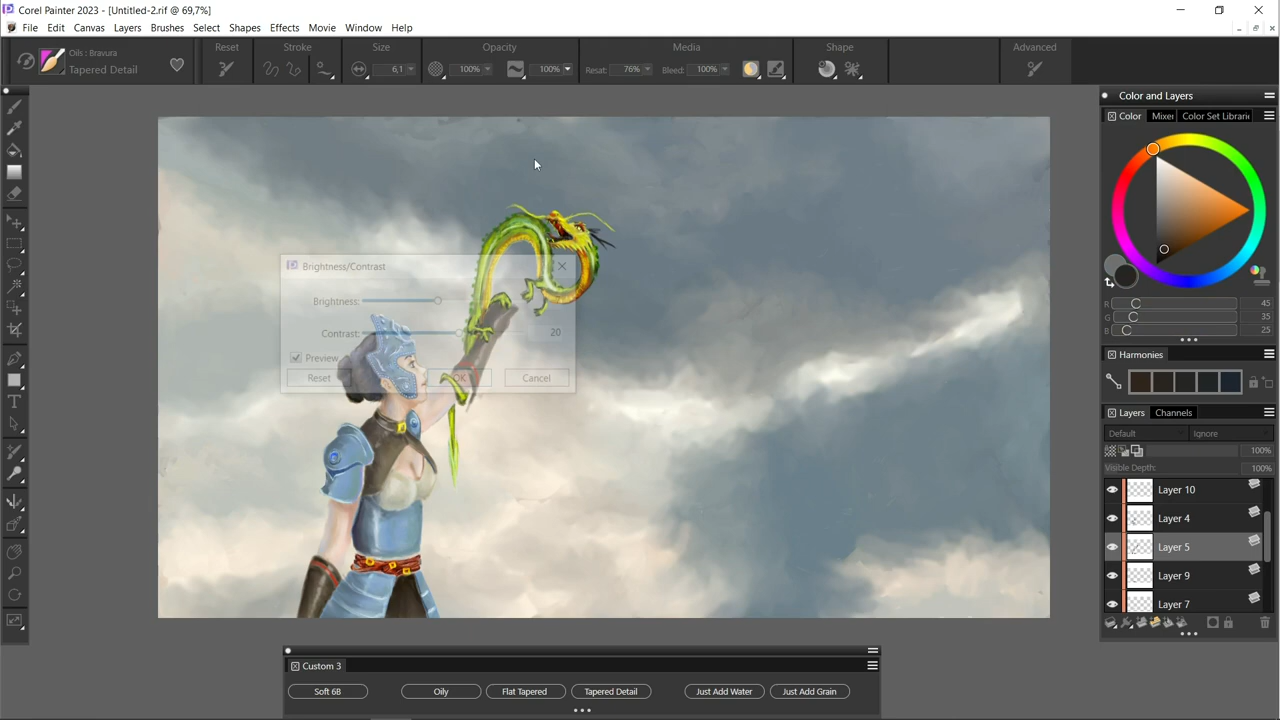 Corel Painter 2023 - [Untitled-2.rif @ 69,7%]
File Edit Canvas Layers Brushes Select Shapes Effects Movie Window Help
Oils : Bravura
Tapered Detail
Reset
Stroke
Size
6,1
Opacity
100%
100%
Media
Resat: 76%
Bleed: 100%
Shape
Advanced
Color and Layers
Color Mixer Color Set Librari
R 45
G 35
B 25
Harmonies
Layers Channels
Default Ignore
100%
Visible Depth: 100%
Layer 10
Layer 4
Layer 5
Layer 9
Layer 7
Brightness/Contrast
Brightness:
Contrast: 20
Preview
Reset OK Cancel
Custom 3
Soft 6B Oily Flat Tapered Tapered Detail Just Add Water Just Add Grain